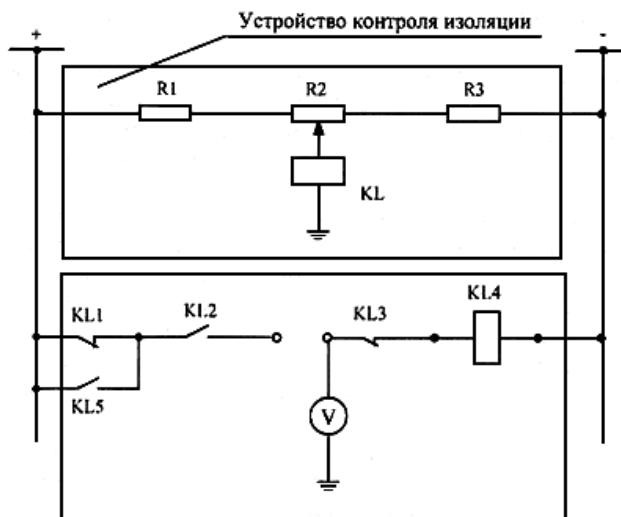 Устройство контроля изоляции
+ -
R1 R2 R3
KL
KL1 KL2 KL3 KL4
KL5
V